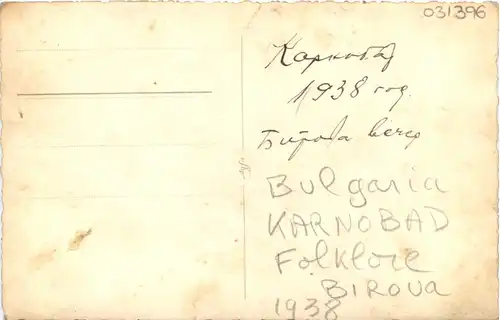 031396
Карнобат
1938 год.
Бирова вечер
Bulgaria
KARNOBAD
Folklore
BIROVA
1938